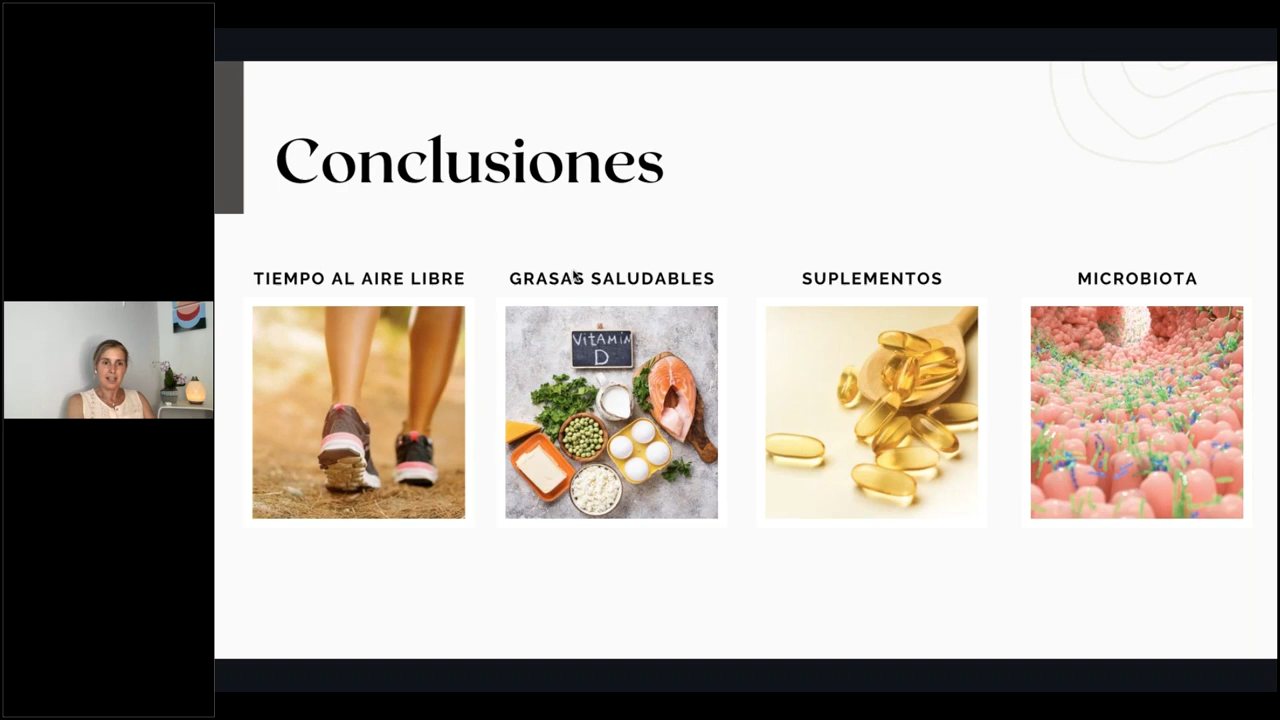 Conclusiones
TIEMPO AL AIRE LIBRE
GRASAS SALUDABLES
SUPLEMENTOS
MICROBIOTA
VITAMIN
D